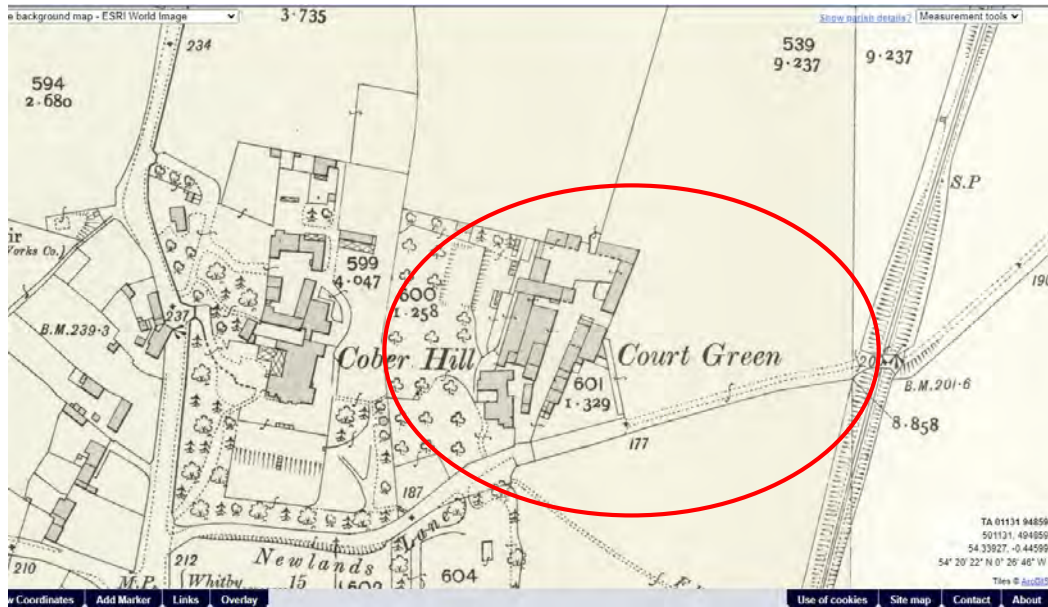 e background map - ESRI World Image
3·735
Show parish details?
Measurement tools
234
594
2·680
539
9·237
9·237
S.P
ir
Works Co.)
599
4·047
600
1·258
190
237
B.M.239·3
Cober Hill
Court Green
601
1·329
B.M.201·6
8·858
177
187
Newlands
Lane
212
210
M.P.
Whitby
15
604
TA 01131 94859
501131, 494859
54.33927, -0.44599
54° 20' 22" N 0° 26' 46" W
Tiles © ArcGIS
w Coordinates
Add Marker
Links
Overlay
Use of cookies
Site map
Contact
About